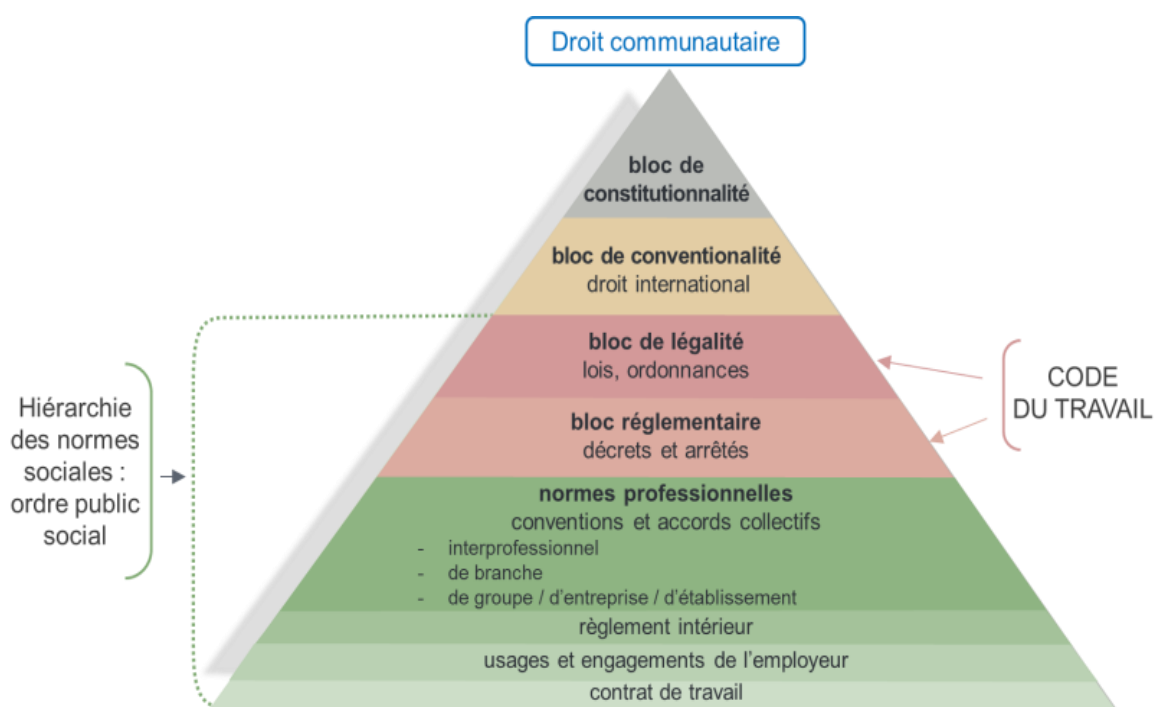 Droit communautaire
bloc de
constitutionnalité
bloc de conventionalité
droit international
bloc de légalité
lois, ordonnances
bloc réglementaire
décrets et arrêtés
normes professionnelles
conventions et accords collectifs
- interprofessionnel
- de branche
- de groupe / d'entreprise / d'établissement
règlement intérieur
usages et engagements de l'employeur
contrat de travail
Hiérarchie
des normes
sociales :
ordre public
social
CODE
DU TRAVAIL